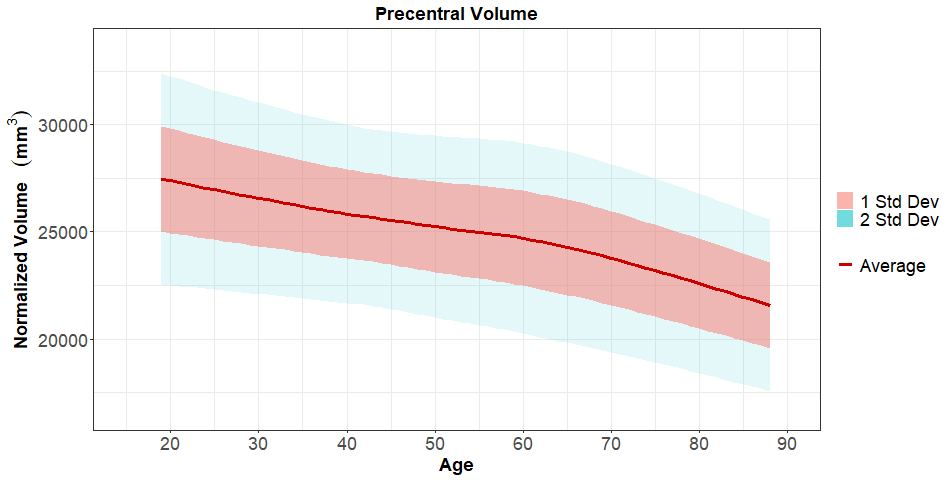 Precentral Volume
Normalized Volume (mm³)
30000
25000
20000
20 30 40 50 60 70 80 90
Age
1 Std Dev
2 Std Dev
Average